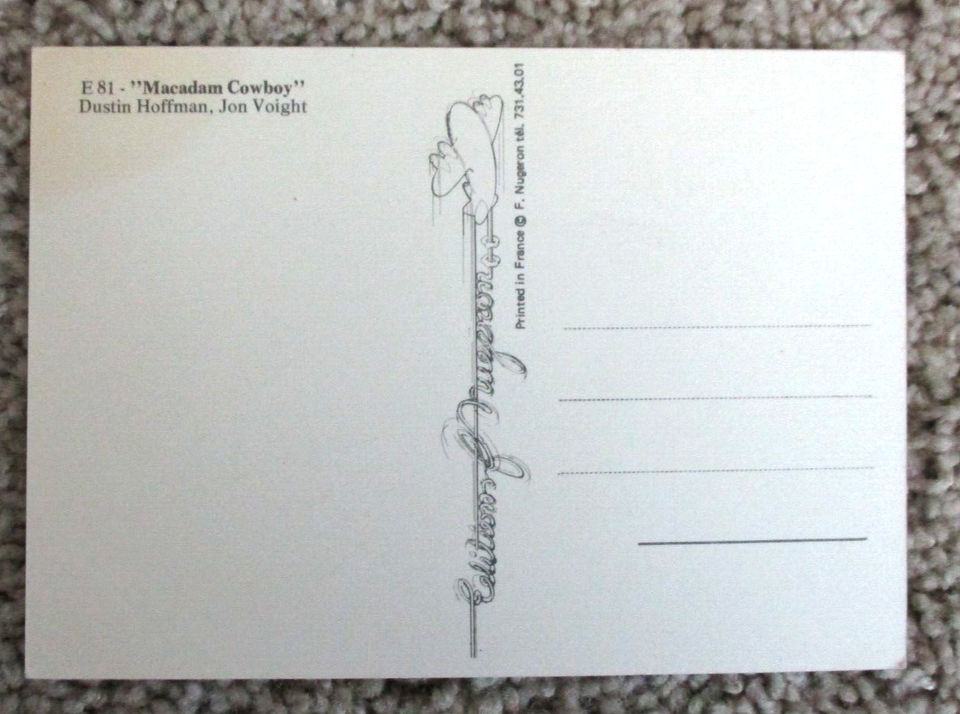 E 81 - ’’Macadam Cowboy’’
Dustin Hoffman, Jon Voight
Editions F Nugeron
Printed in France © F. Nugeron tél. 731.43.01